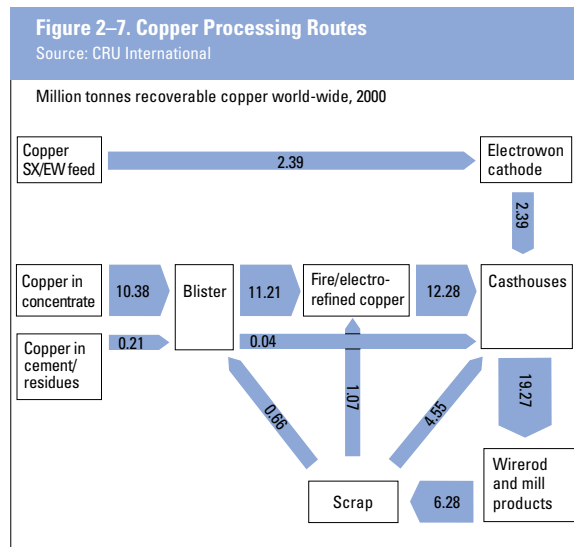 Figure 2–7. Copper Processing Routes
Source: CRU International
Million tonnes recoverable copper world-wide, 2000
Copper
SX/EW feed
2.39
Electrowon
cathode
2.39
Copper in
concentrate
10.38
Blister
11.21
Fire/electro-
refined copper
12.28
Casthouses
Copper in
cement/
residues
0.21
0.04
0.66
1.07
4.55
19.27
Scrap
6.28
Wirerod
and mill
products